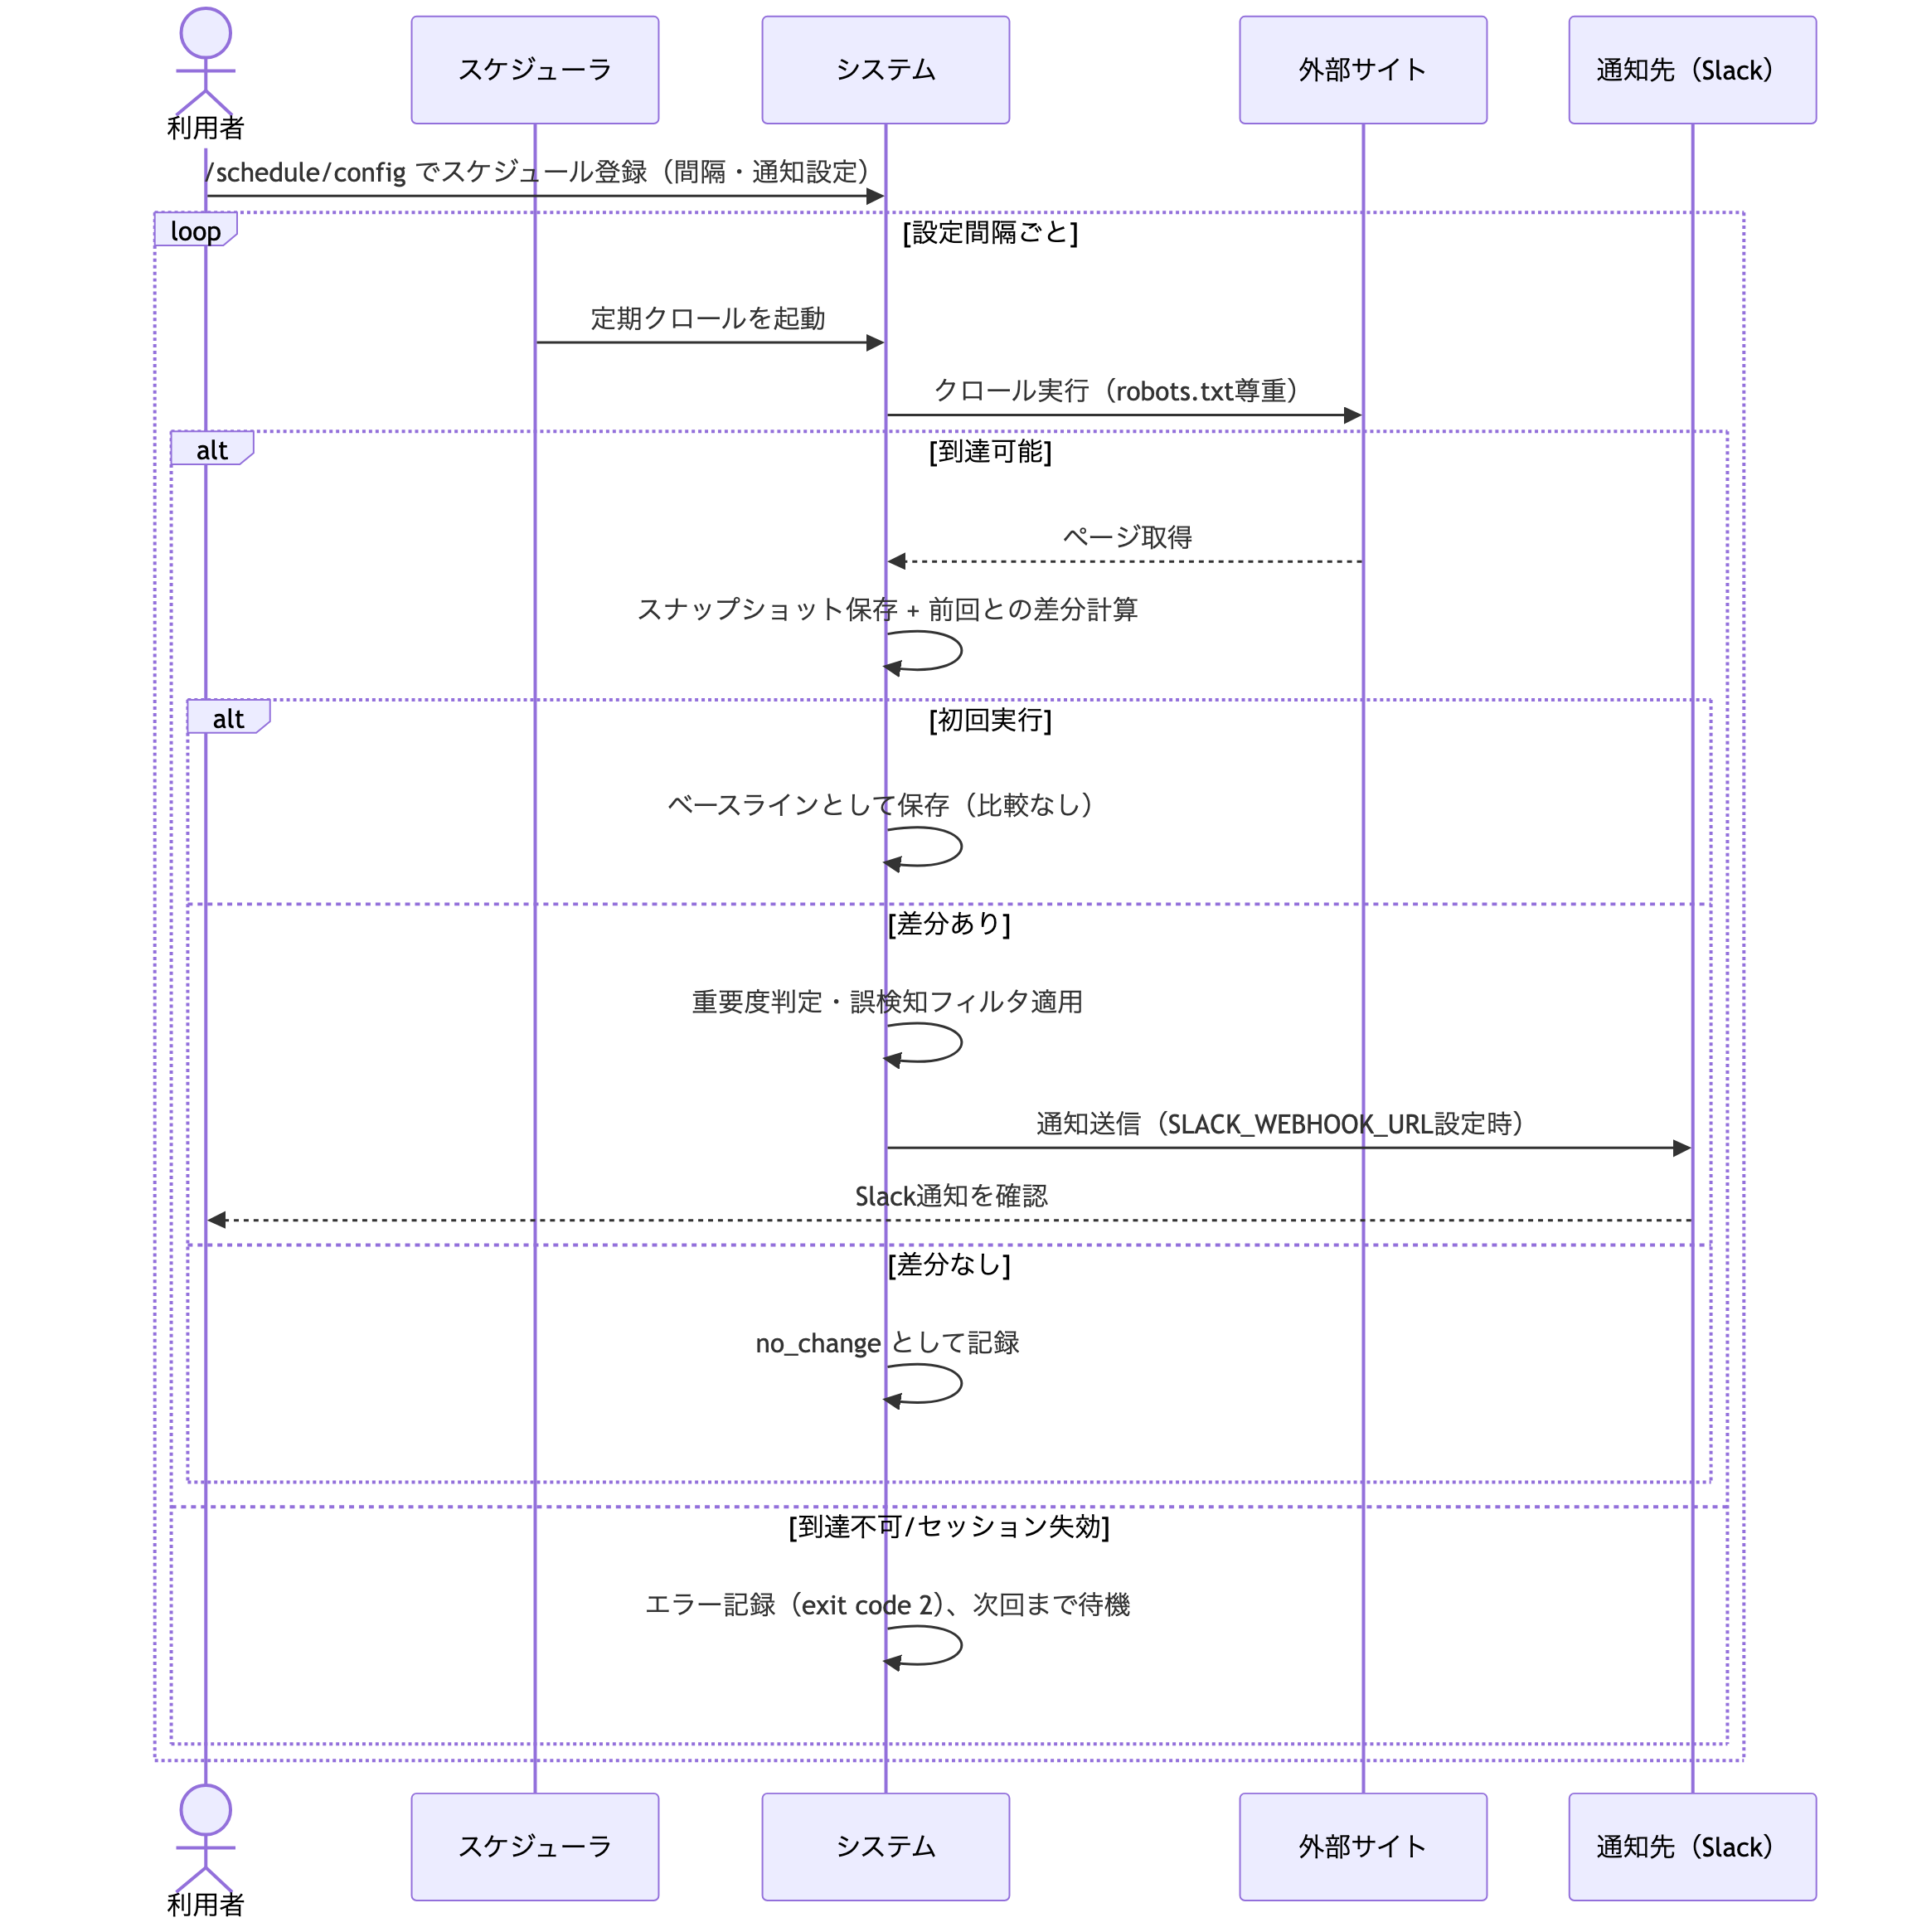 利用者
スケジューラ
システム
外部サイト
通知先（Slack）
/schedule/config でスケジュール登録（間隔・通知設定）
loop
[設定間隔ごと]
定期クロールを起動
クロール実行（robots.txt尊重）
alt
[到達可能]
ページ取得
スナップショット保存 + 前回との差分計算
alt
[初回実行]
ベースラインとして保存（比較なし）
[差分あり]
重要度判定・誤検知フィルタ適用
通知送信（SLACK_WEBHOOK_URL設定時）
Slack通知を確認
[差分なし]
no_change として記録
[到達不可/セッション失効]
エラー記録（exit code 2）、次回まで待機
利用者
スケジューラ
システム
外部サイト
通知先（Slack）